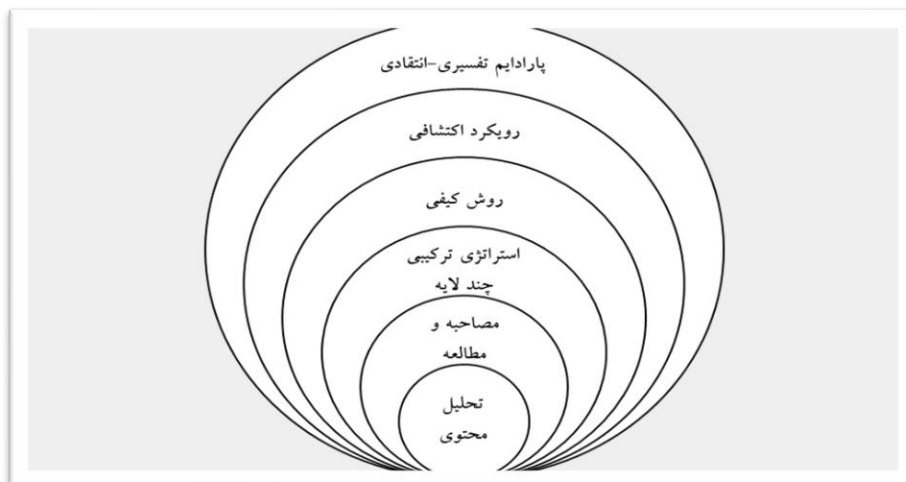 پارادایم تفسیری-انتقادی
رویکرد اکتشافی
روش کیفی
استراتژی ترکیبی
چند لایه
مصاحبه و
مطالعه
تحلیل
محتوی